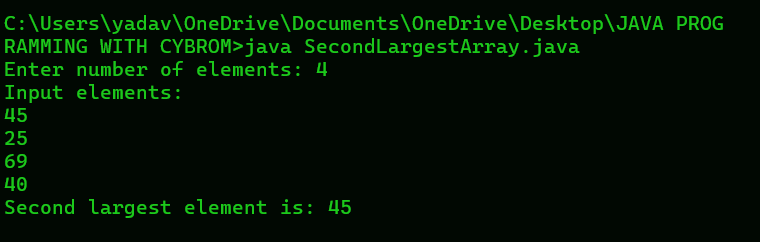 C:\Users\yadav\OneDrive\Documents\OneDrive\Desktop\JAVA PROG
RAMMING WITH CYBROM>java SecondLargestArray.java
Enter number of elements: 4
Input elements:
45
25
69
40
Second largest element is: 45